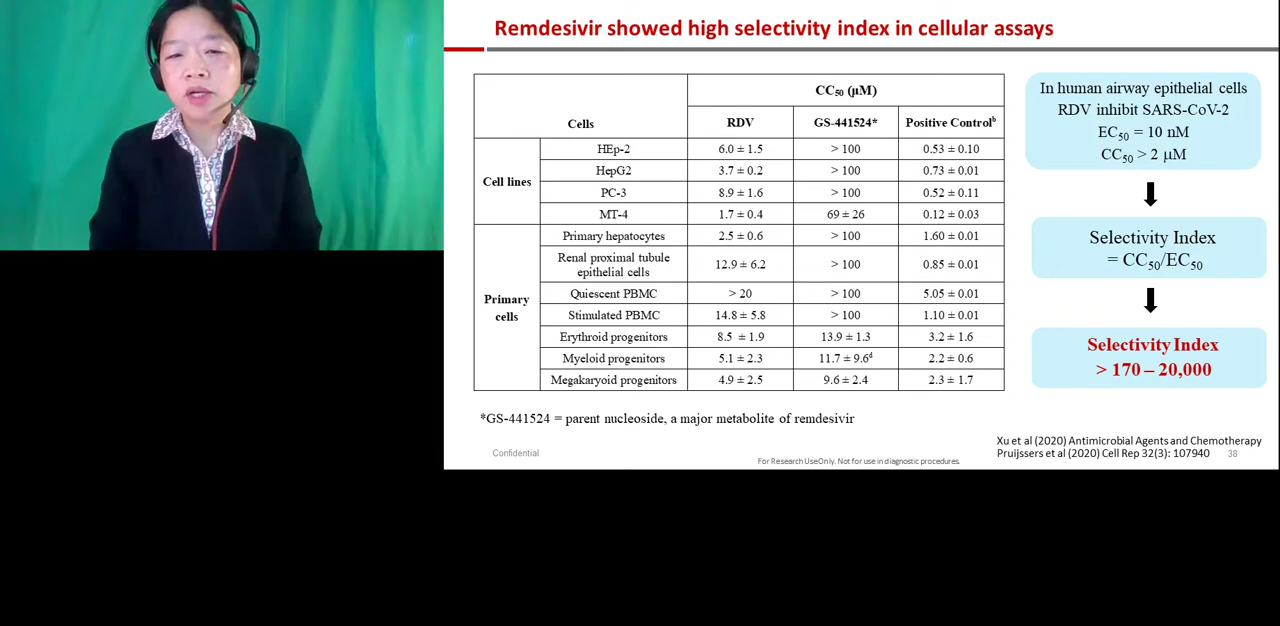 Remdesivir showed high selectivity index in cellular assays
Cells CC₅₀ (μM)
RDV GS-441524* Positive Controlᵇ
Cell lines HEp-2 6.0 ± 1.5 > 100 0.53 ± 0.10
HepG2 3.7 ± 0.2 > 100 0.73 ± 0.01
PC-3 8.9 ± 1.6 > 100 0.52 ± 0.11
MT-4 1.7 ± 0.4 69 ± 26 0.12 ± 0.03
Primary cells Primary hepatocytes 2.5 ± 0.6 > 100 1.60 ± 0.01
Renal proximal tubule epithelial cells 12.9 ± 6.2 > 100 0.85 ± 0.01
Quiescent PBMC > 20 > 100 5.05 ± 0.01
Stimulated PBMC 14.8 ± 5.8 > 100 1.10 ± 0.01
Erythroid progenitors 8.5 ± 1.9 13.9 ± 1.3 3.2 ± 1.6
Myeloid progenitors 5.1 ± 2.3 11.7 ± 9.6ᵈ 2.2 ± 0.6
Megakaryoid progenitors 4.9 ± 2.5 9.6 ± 2.4 2.3 ± 1.7
*GS-441524 = parent nucleoside, a major metabolite of remdesivir
In human airway epithelial cells
RDV inhibit SARS-CoV-2
EC₅₀ = 10 nM
CC₅₀ > 2 μM
Selectivity Index
= CC₅₀/EC₅₀
Selectivity Index
> 170 – 20,000
Xu et al (2020) Antimicrobial Agents and Chemotherapy
Pruijssers et al (2020) Cell Rep 32(3): 107940
Confidential
For Research UseOnly. Not for use in diagnostic procedures.
38